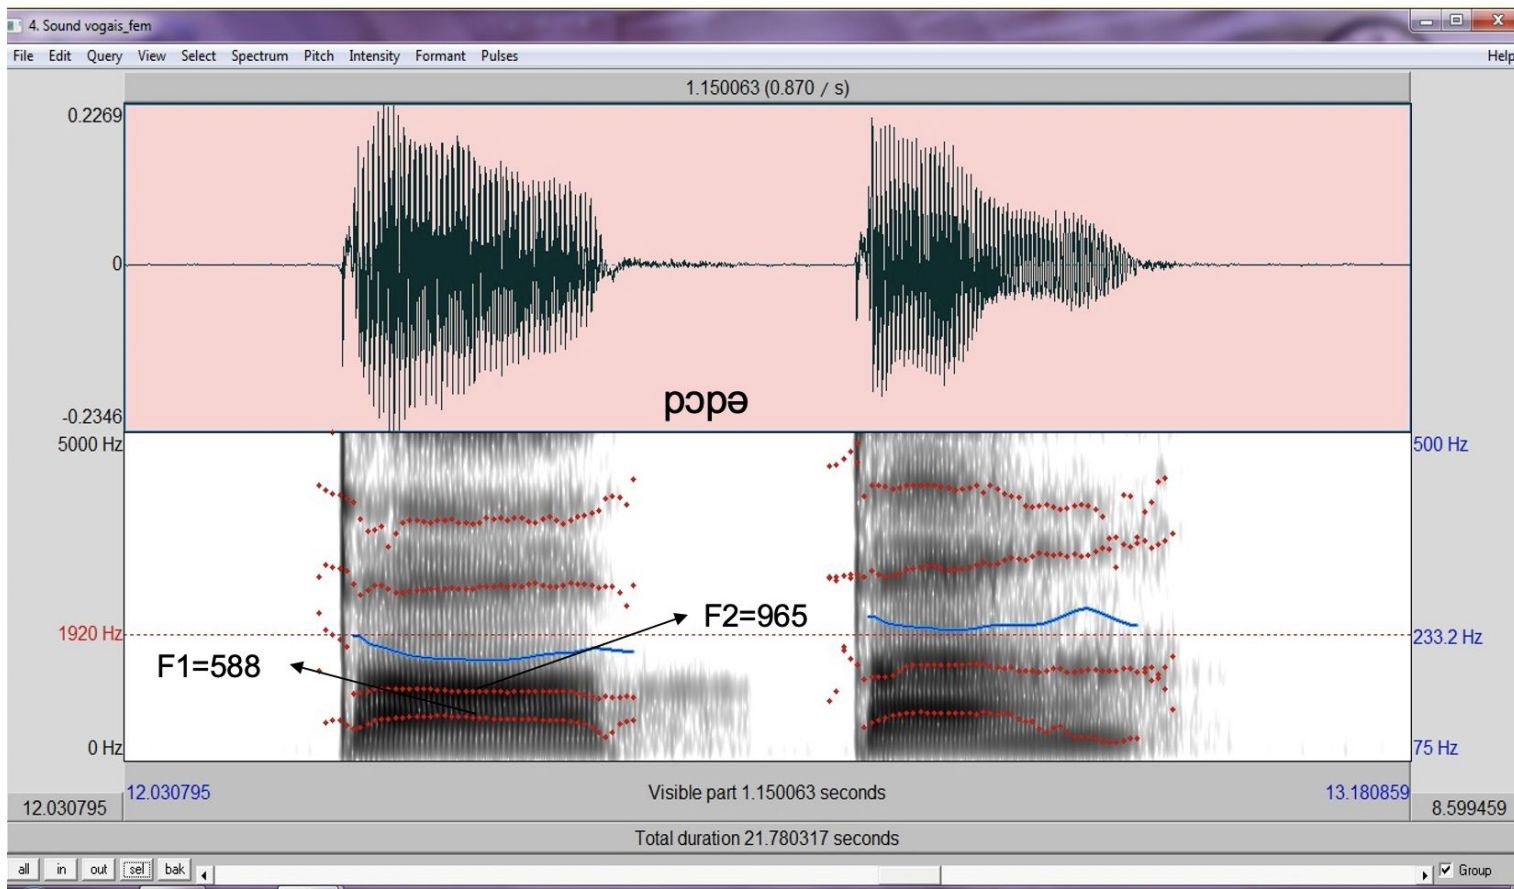 4. Sound vogais_fem
File Edit Query View Select Spectrum Pitch Intensity Formant Pulses Help
1.150063 (0.870 / s)
0.2269
0
-0.2346
pɔpə
5000 Hz
500 Hz
F2=965
1920 Hz
233.2 Hz
F1=588
0 Hz
75 Hz
12.030795
12.030795 Visible part 1.150063 seconds 13.180859
8.599459
Total duration 21.780317 seconds
all in out sel bak Group